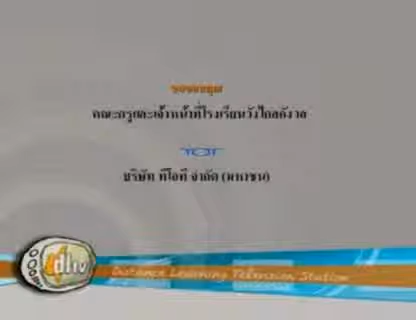 ขอขอบคุณ
คณะครูและเจ้าหน้าที่โรงเรียนวังไกลกังวล
TOT
บริษัท ทีโอที จำกัด (มหาชน)
dltv
Distance Learning Television Station